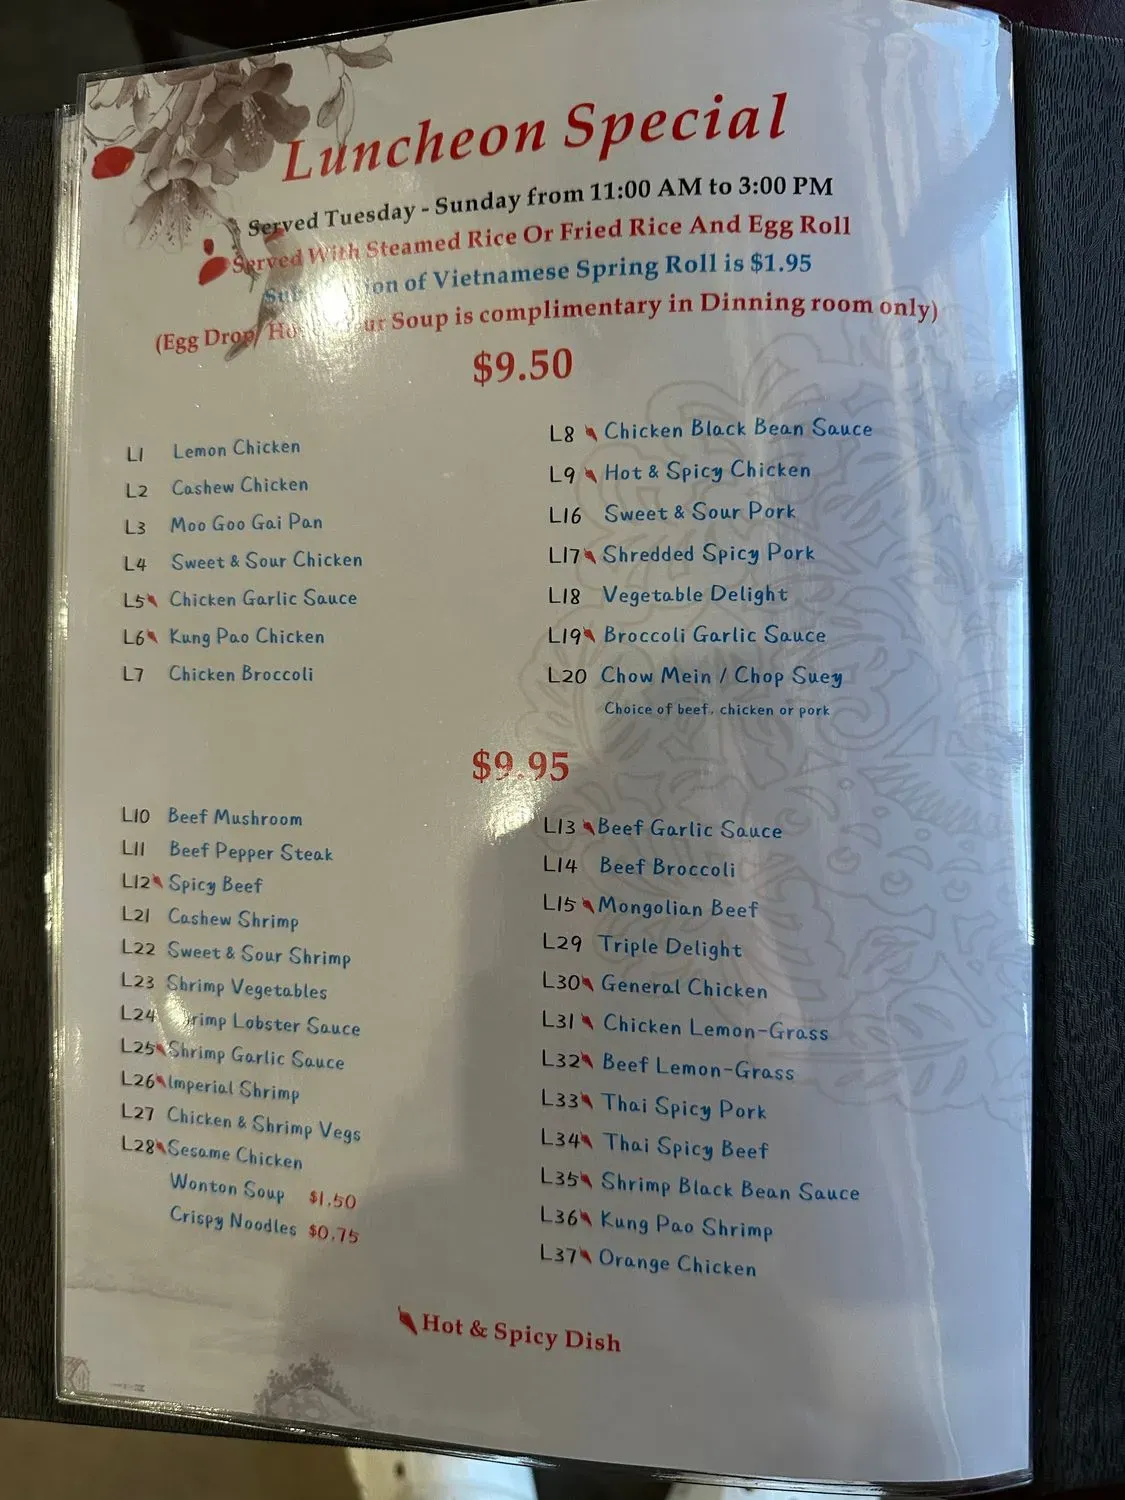 Luncheon Special
Served Tuesday - Sunday from 11:00 AM to 3:00 PM
Served With Steamed Rice Or Fried Rice And Egg Roll
of Vietnamese Spring Roll is $1.95
(Egg Drop/ Soup is complimentary in Dinning room only)
$9.50
L1 Lemon Chicken
L2 Cashew Chicken
L3 Moo Goo Gai Pan
L4 Sweet & Sour Chicken
L5 Chicken Garlic Sauce
L6 Kung Pao Chicken
L7 Chicken Broccoli
L8 Chicken Black Bean Sauce
L9 Hot & Spicy Chicken
L16 Sweet & Sour Pork
L17 Shredded Spicy Pork
L18 Vegetable Delight
L19 Broccoli Garlic Sauce
L20 Chow Mein / Chop Suey
Choice of beef, chicken or pork
$9.95
L10 Beef Mushroom
L11 Beef Pepper Steak
L12 Spicy Beef
L21 Cashew Shrimp
L22 Sweet & Sour Shrimp
L23 Shrimp Vegetables
L24 Shrimp Lobster Sauce
L25 Shrimp Garlic Sauce
L26 Imperial Shrimp
L27 Chicken & Shrimp Vegs
L28 Sesame Chicken
Wonton Soup $1.50
Crispy Noodles $0.75
L13 Beef Garlic Sauce
L14 Beef Broccoli
L15 Mongolian Beef
L29 Triple Delight
L30 General Chicken
L31 Chicken Lemon-Grass
L32 Beef Lemon-Grass
L33 Thai Spicy Pork
L34 Thai Spicy Beef
L35 Shrimp Black Bean Sauce
L36 Kung Pao Shrimp
L37 Orange Chicken
Hot & Spicy Dish